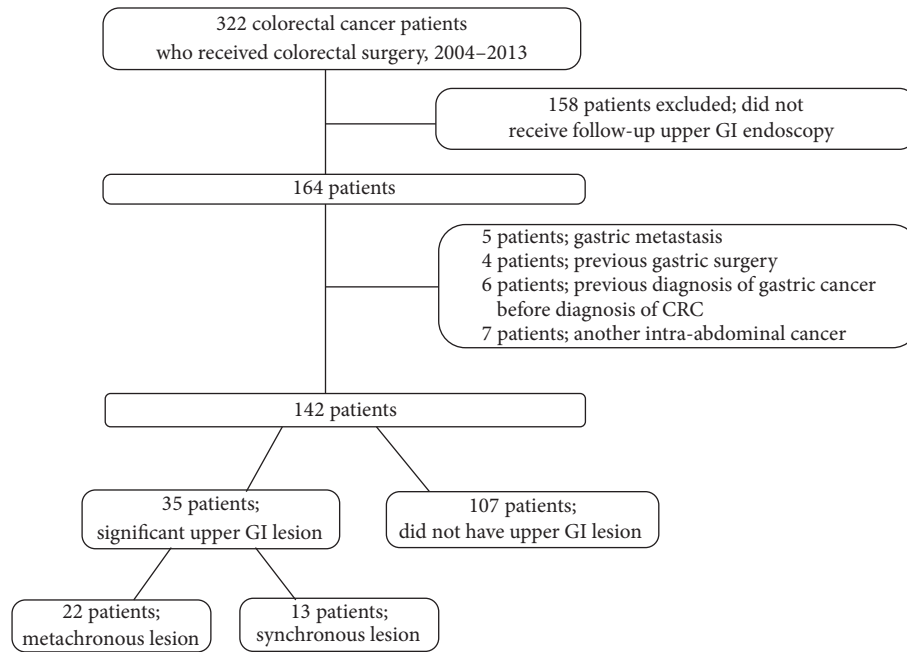 322 colorectal cancer patients
who received colorectal surgery, 2004–2013
158 patients excluded; did not
receive follow-up upper GI endoscopy
164 patients
5 patients; gastric metastasis
4 patients; previous gastric surgery
6 patients; previous diagnosis of gastric cancer
before diagnosis of CRC
7 patients; another intra-abdominal cancer
142 patients
35 patients;
significant upper GI lesion
107 patients;
did not have upper GI lesion
22 patients;
metachronous lesion
13 patients;
synchronous lesion